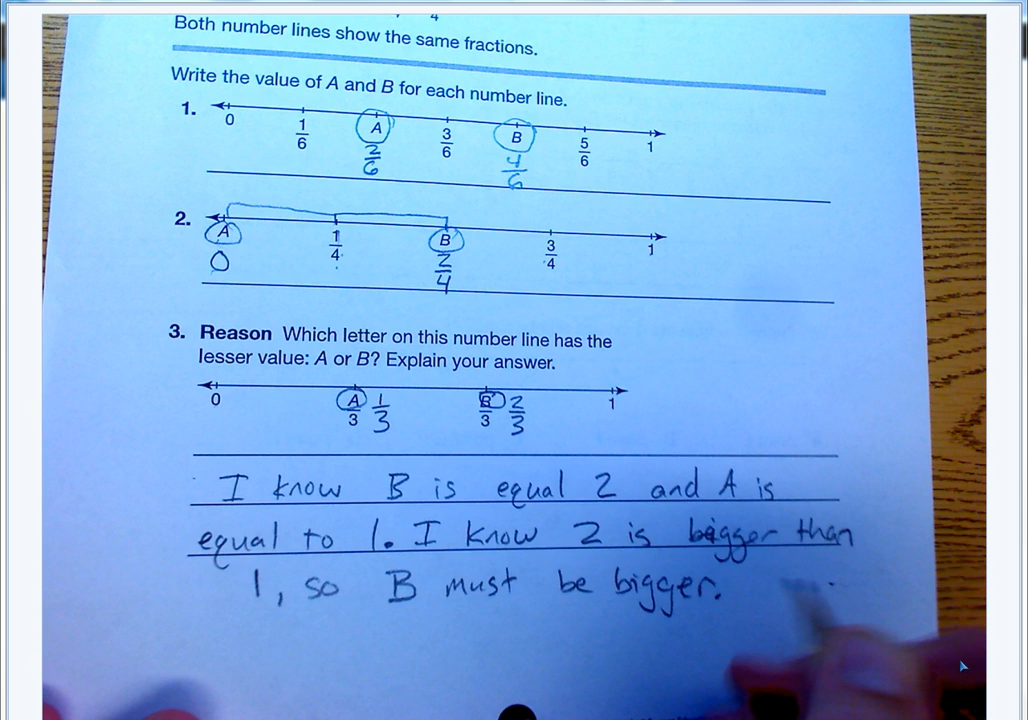 4
Both number lines show the same fractions.
Write the value of A and B for each number line.
1.
0 1/6 A 3/6 B 5/6 1
2/6 4/6
2.
A 1/4 B 3/4 1
0 2/4
3. Reason Which letter on this number line has the
lesser value: A or B? Explain your answer.
0 A/3 1/3 B/3 2/3 1
I know B is equal 2 and A is
equal to 1. I know 2 is bigger than
1, so B must be bigger.